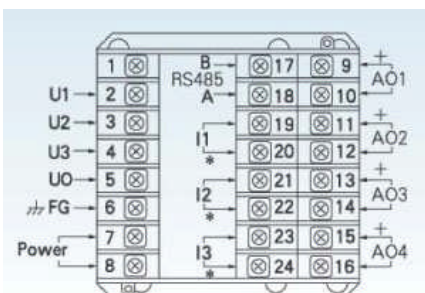 1 B 17 9 +
RS485 AO1
U1 2 A 18 10
U2 3 19 11 +
I1 AO2
U3 4 * 20 12
UO 5 21 13 +
I2 AO3
FG 6 * 22 14
7 23 15 +
Power I3 AO4
8 * 24 16